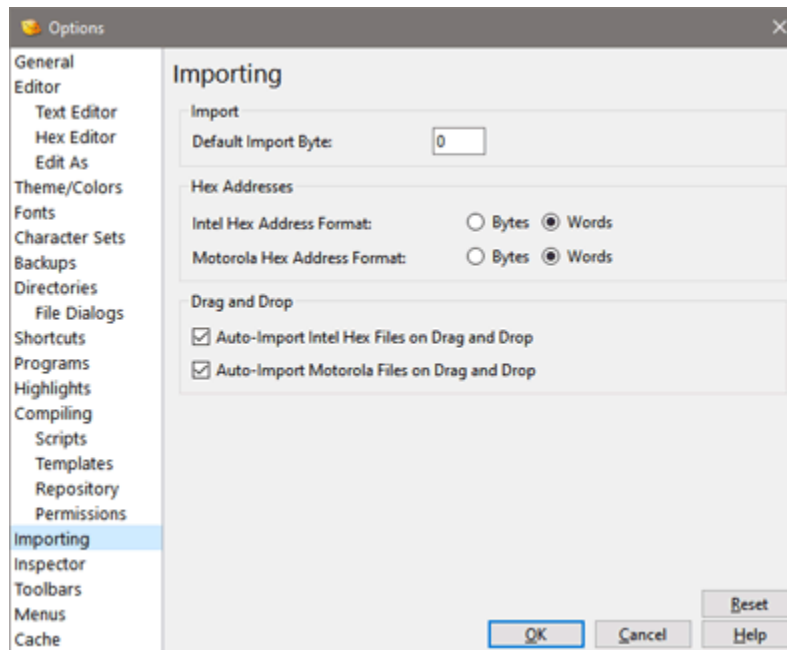 Options
General
Editor
Text Editor
Hex Editor
Edit As
Theme/Colors
Fonts
Character Sets
Backups
Directories
File Dialogs
Shortcuts
Programs
Highlights
Compiling
Scripts
Templates
Repository
Permissions
Importing
Inspector
Toolbars
Menus
Cache
Importing
Import
Default Import Byte: 0
Hex Addresses
Intel Hex Address Format: Bytes Words
Motorola Hex Address Format: Bytes Words
Drag and Drop
Auto-Import Intel Hex Files on Drag and Drop
Auto-Import Motorola Files on Drag and Drop
Reset
OK Cancel Help